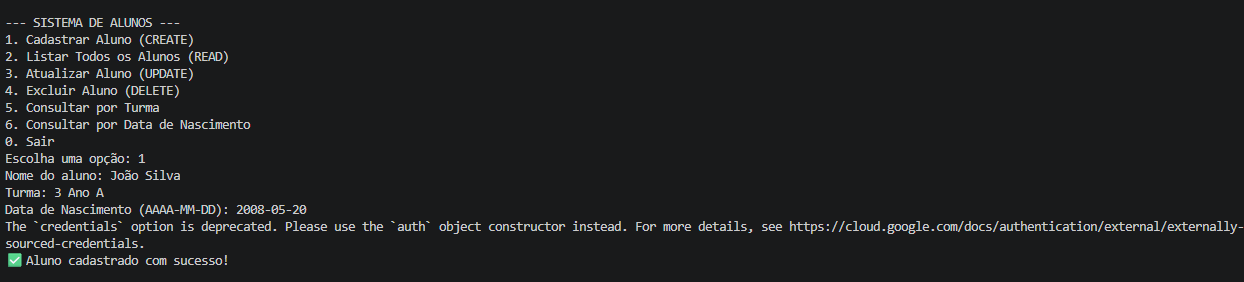 --- SISTEMA DE ALUNOS ---
1. Cadastrar Aluno (CREATE)
2. Listar Todos os Alunos (READ)
3. Atualizar Aluno (UPDATE)
4. Excluir Aluno (DELETE)
5. Consultar por Turma
6. Consultar por Data de Nascimento
0. Sair
Escolha uma opção: 1
Nome do aluno: João Silva
Turma: 3 Ano A
Data de Nascimento (AAAA-MM-DD): 2008-05-20
The `credentials` option is deprecated. Please use the `auth` object constructor instead. For more details, see https://cloud.google.com/docs/authentication/external/externally-
sourced-credentials.
✅ Aluno cadastrado com sucesso!